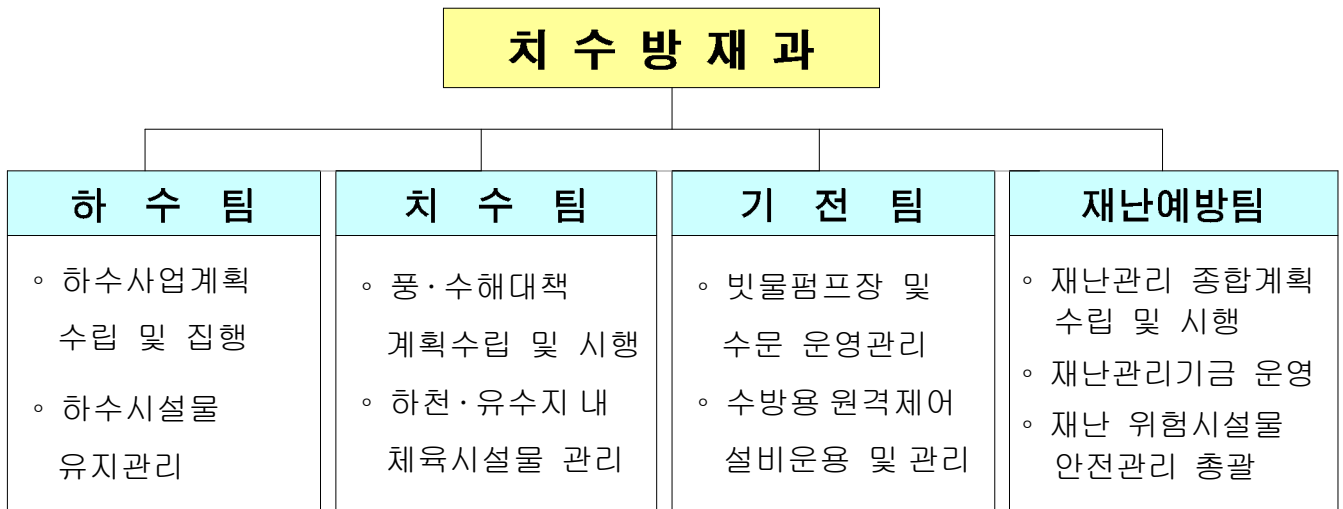 치 수 방 재 과
하 수 팀
◦ 하수사업계획
수립 및 집행
◦ 하수시설물
유지관리
치 수 팀
◦ 풍·수해대책
계획수립 및 시행
◦ 하천·유수지 내
체육시설물 관리
기 전 팀
◦ 빗물펌프장 및
수문 운영관리
◦ 수방용 원격제어
설비운용 및 관리
재난예방팀
◦ 재난관리 종합계획
수립 및 시행
◦ 재난관리기금 운영
◦ 재난 위험시설물
안전관리 총괄